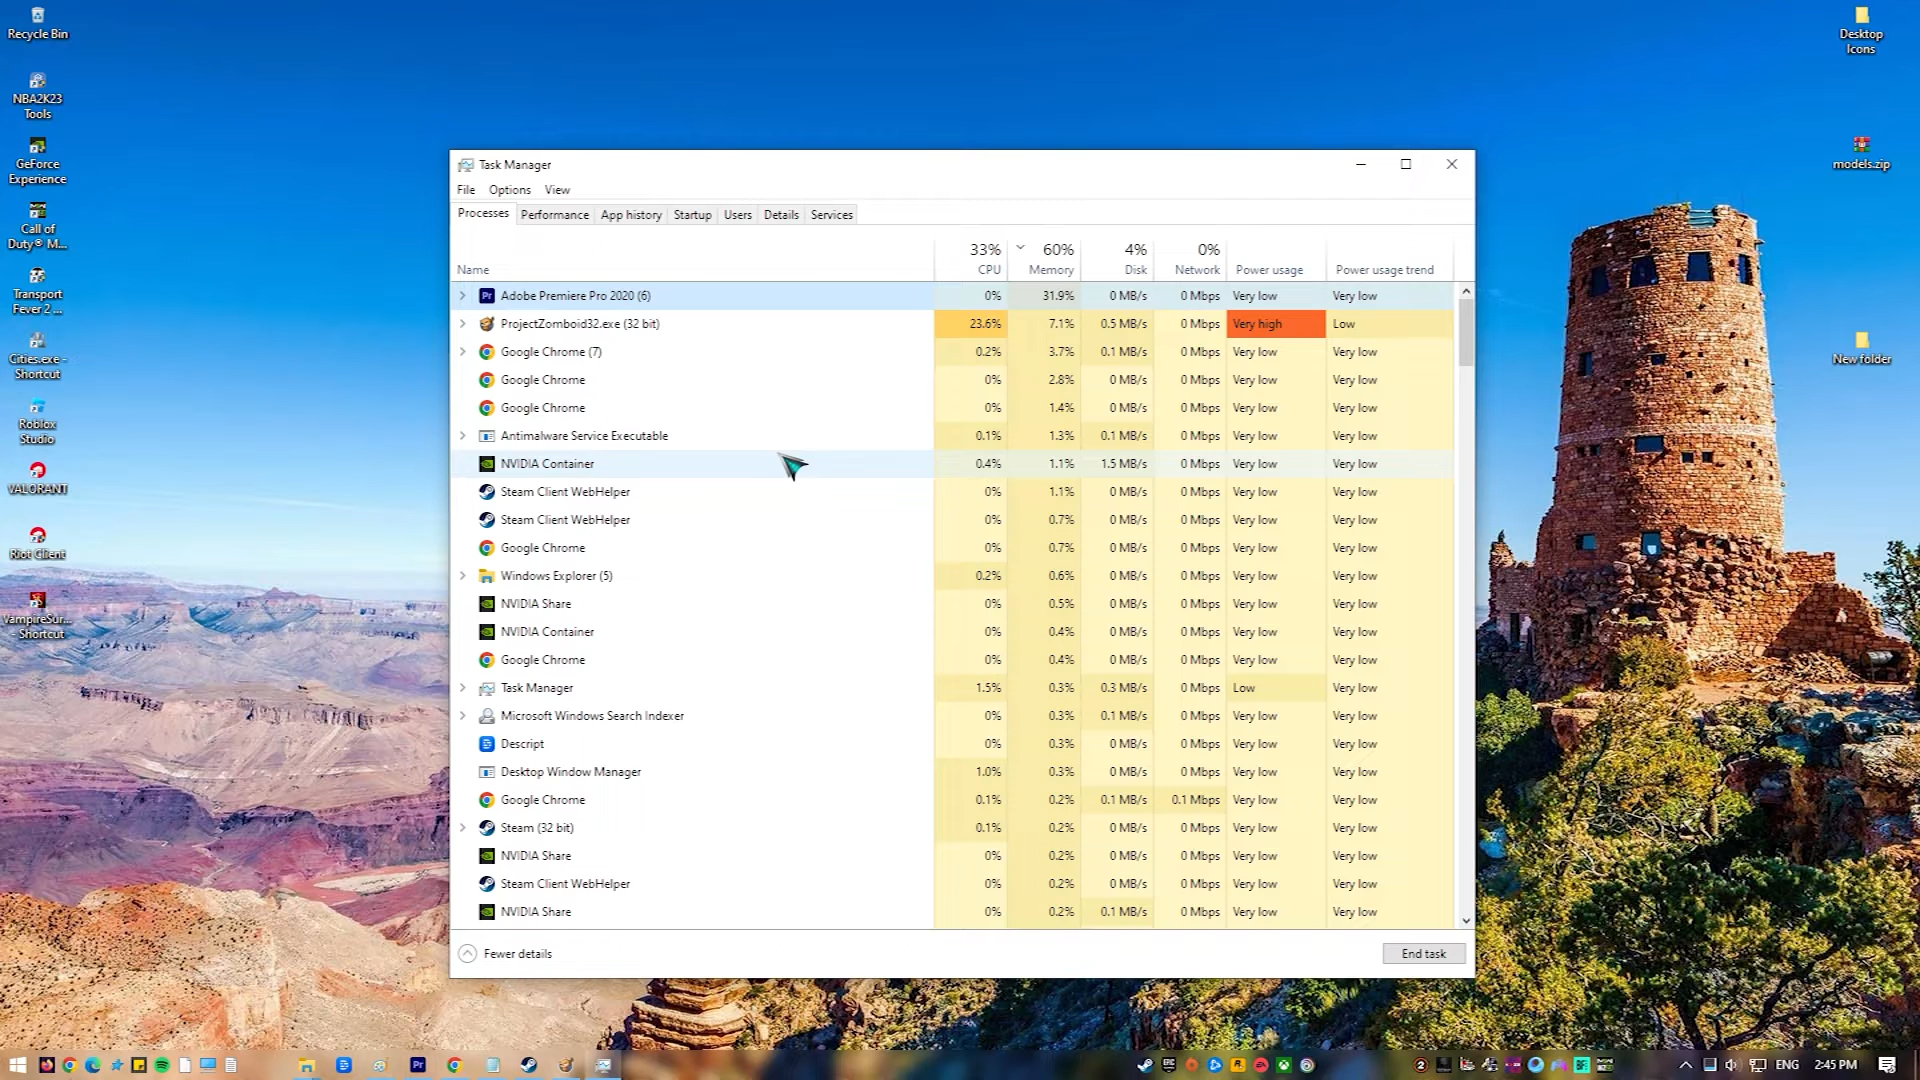 Recycle Bin
NBA2K23
Tools
GeForce
Experience
Call of
Duty® M...
Transport
Fever 2 ...
Cities.exe -
Shortcut
Roblox
Studio
VALORANT
Riot Client
VampireSur...
- Shortcut
Desktop
Icons
models.zip
New folder
Task Manager
File Options View
Processes Performance App history Startup Users Details Services
33% 60% 4% 0%
Name CPU Memory Disk Network Power usage Power usage trend
Adobe Premiere Pro 2020 (6) 0% 31.9% 0 MB/s 0 Mbps Very low Very low
ProjectZomboid32.exe (32 bit) 23.6% 7.1% 0.5 MB/s 0 Mbps Very high Low
Google Chrome (7) 0.2% 3.7% 0.1 MB/s 0 Mbps Very low Very low
Google Chrome 0% 2.8% 0 MB/s 0 Mbps Very low Very low
Google Chrome 0% 1.4% 0 MB/s 0 Mbps Very low Very low
Antimalware Service Executable 0.1% 1.3% 0.1 MB/s 0 Mbps Very low Very low
NVIDIA Container 0.4% 1.1% 1.5 MB/s 0 Mbps Very low Very low
Steam Client WebHelper 0% 1.1% 0 MB/s 0 Mbps Very low Very low
Steam Client WebHelper 0% 0.7% 0 MB/s 0 Mbps Very low Very low
Google Chrome 0% 0.7% 0 MB/s 0 Mbps Very low Very low
Windows Explorer (5) 0.2% 0.6% 0 MB/s 0 Mbps Very low Very low
NVIDIA Share 0% 0.5% 0 MB/s 0 Mbps Very low Very low
NVIDIA Container 0% 0.4% 0 MB/s 0 Mbps Very low Very low
Google Chrome 0% 0.4% 0 MB/s 0 Mbps Very low Very low
Task Manager 1.5% 0.3% 0.3 MB/s 0 Mbps Low Very low
Microsoft Windows Search Indexer 0% 0.3% 0.1 MB/s 0 Mbps Very low Very low
Descript 0% 0.3% 0 MB/s 0 Mbps Very low Very low
Desktop Window Manager 1.0% 0.3% 0 MB/s 0 Mbps Very low Very low
Google Chrome 0.1% 0.2% 0.1 MB/s 0.1 Mbps Very low Very low
Steam (32 bit) 0.1% 0.2% 0 MB/s 0 Mbps Very low Very low
NVIDIA Share 0% 0.2% 0 MB/s 0 Mbps Very low Very low
Steam Client WebHelper 0% 0.2% 0 MB/s 0 Mbps Very low Very low
NVIDIA Share 0% 0.2% 0.1 MB/s 0 Mbps Very low Very low
Fewer details End task
ENG 2:45 PM